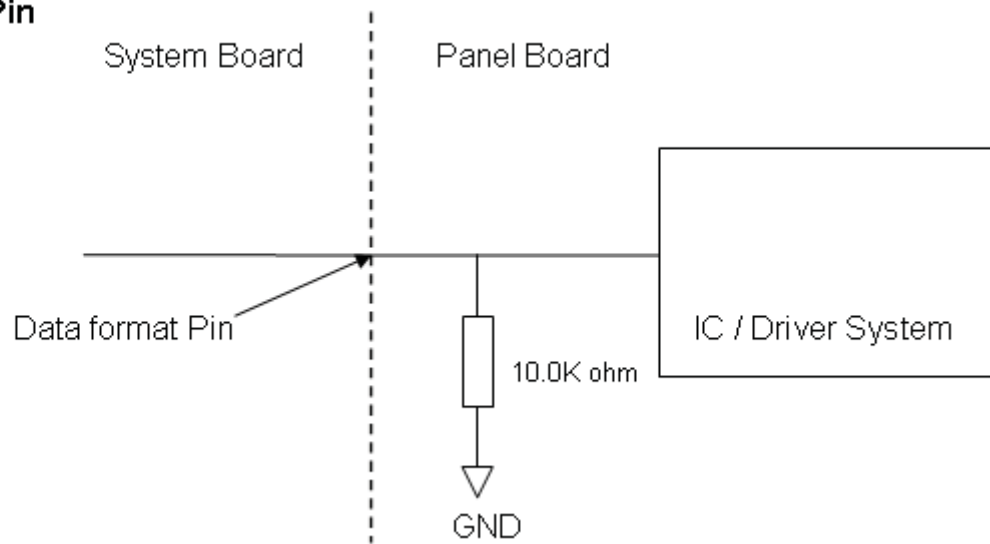 Pin
System Board
Panel Board
Data format Pin
IC / Driver System
10.0K ohm
GND